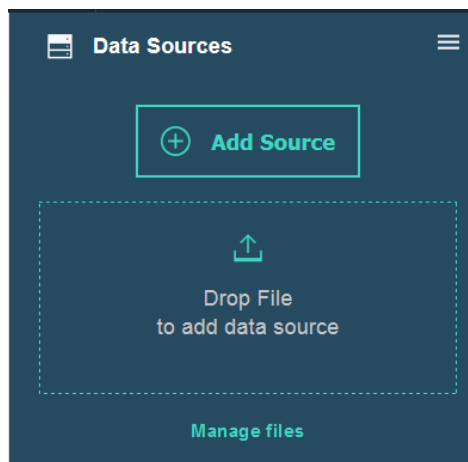 Data Sources
Add Source
Drop File
to add data source
Manage files